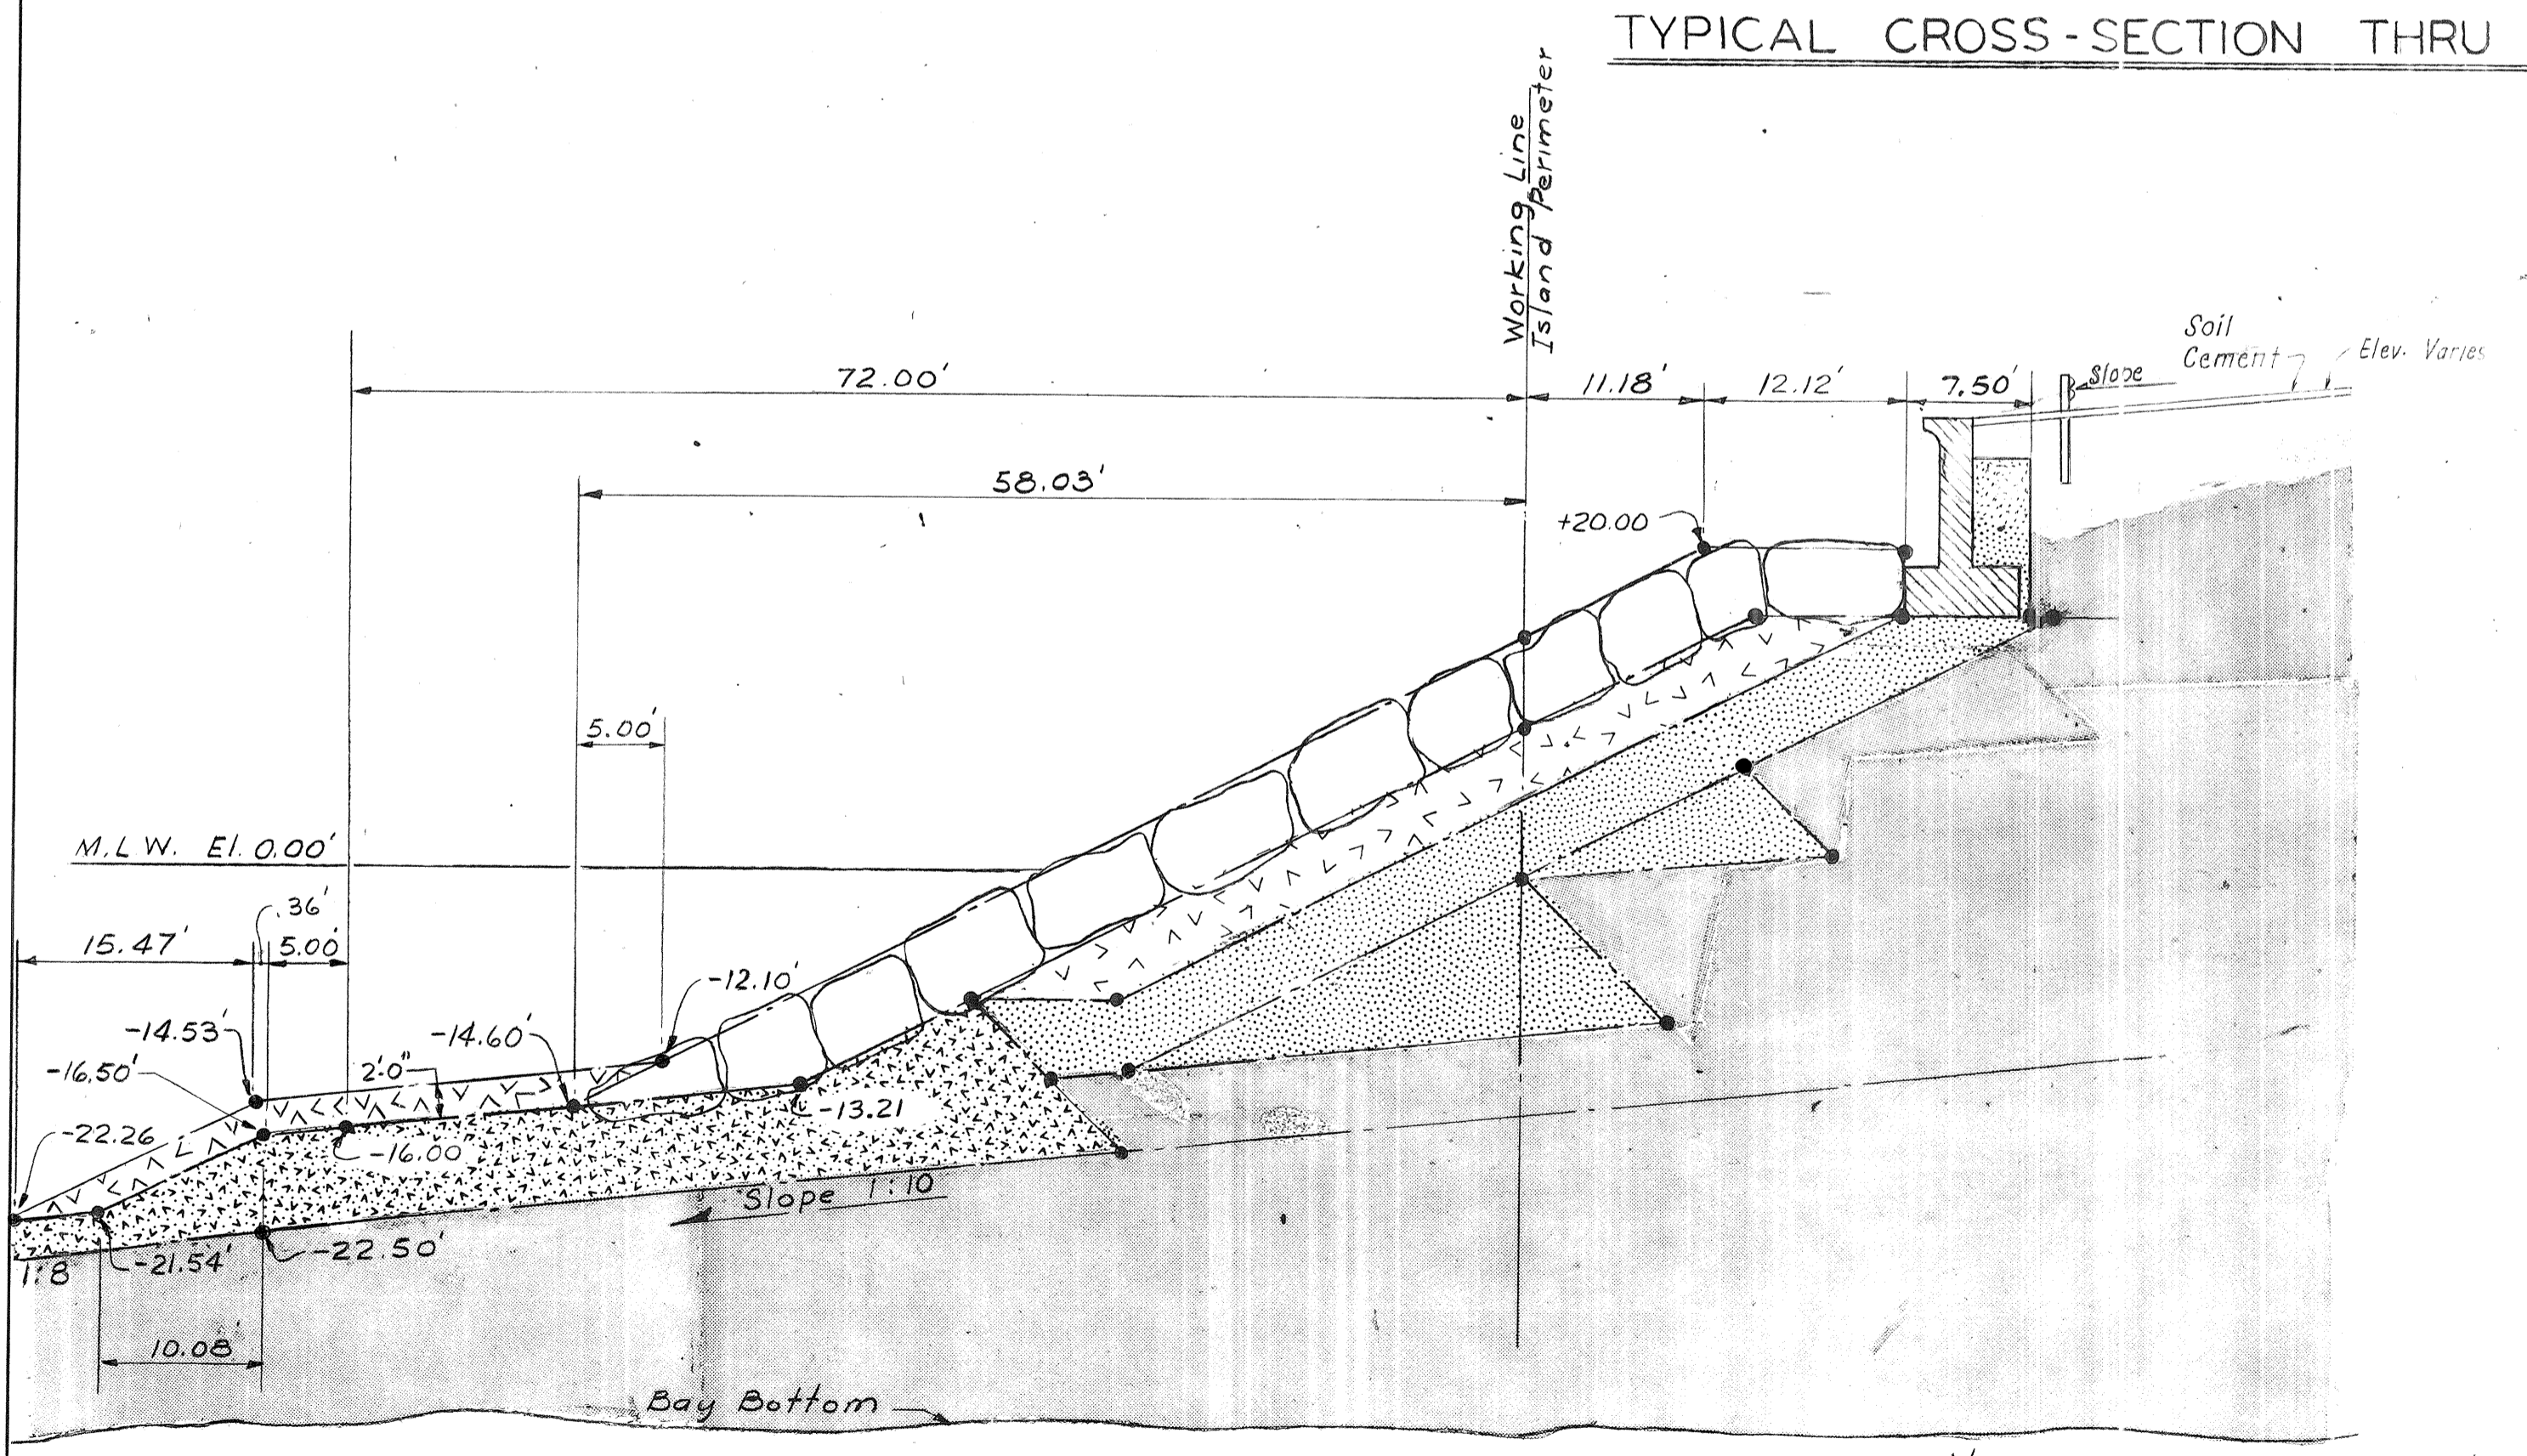 TYPICAL CROSS-SECTION THRU
Working Line
Island Perimeter
Soil
Cement
Elev. Varies
Slope
72.00'
11.18'
12.12'
7.50'
58.03'
+20.00
5.00'
M.L.W. El. 0.00'
.36'
15.47'
5.00'
-12.10'
-14.53'
-14.60'
-16.50'
2'0"
-13.21
-22.26
-16.00
Slope 1:10
-22.50'
-21.54'
1:8
10.08'
Bay Bottom